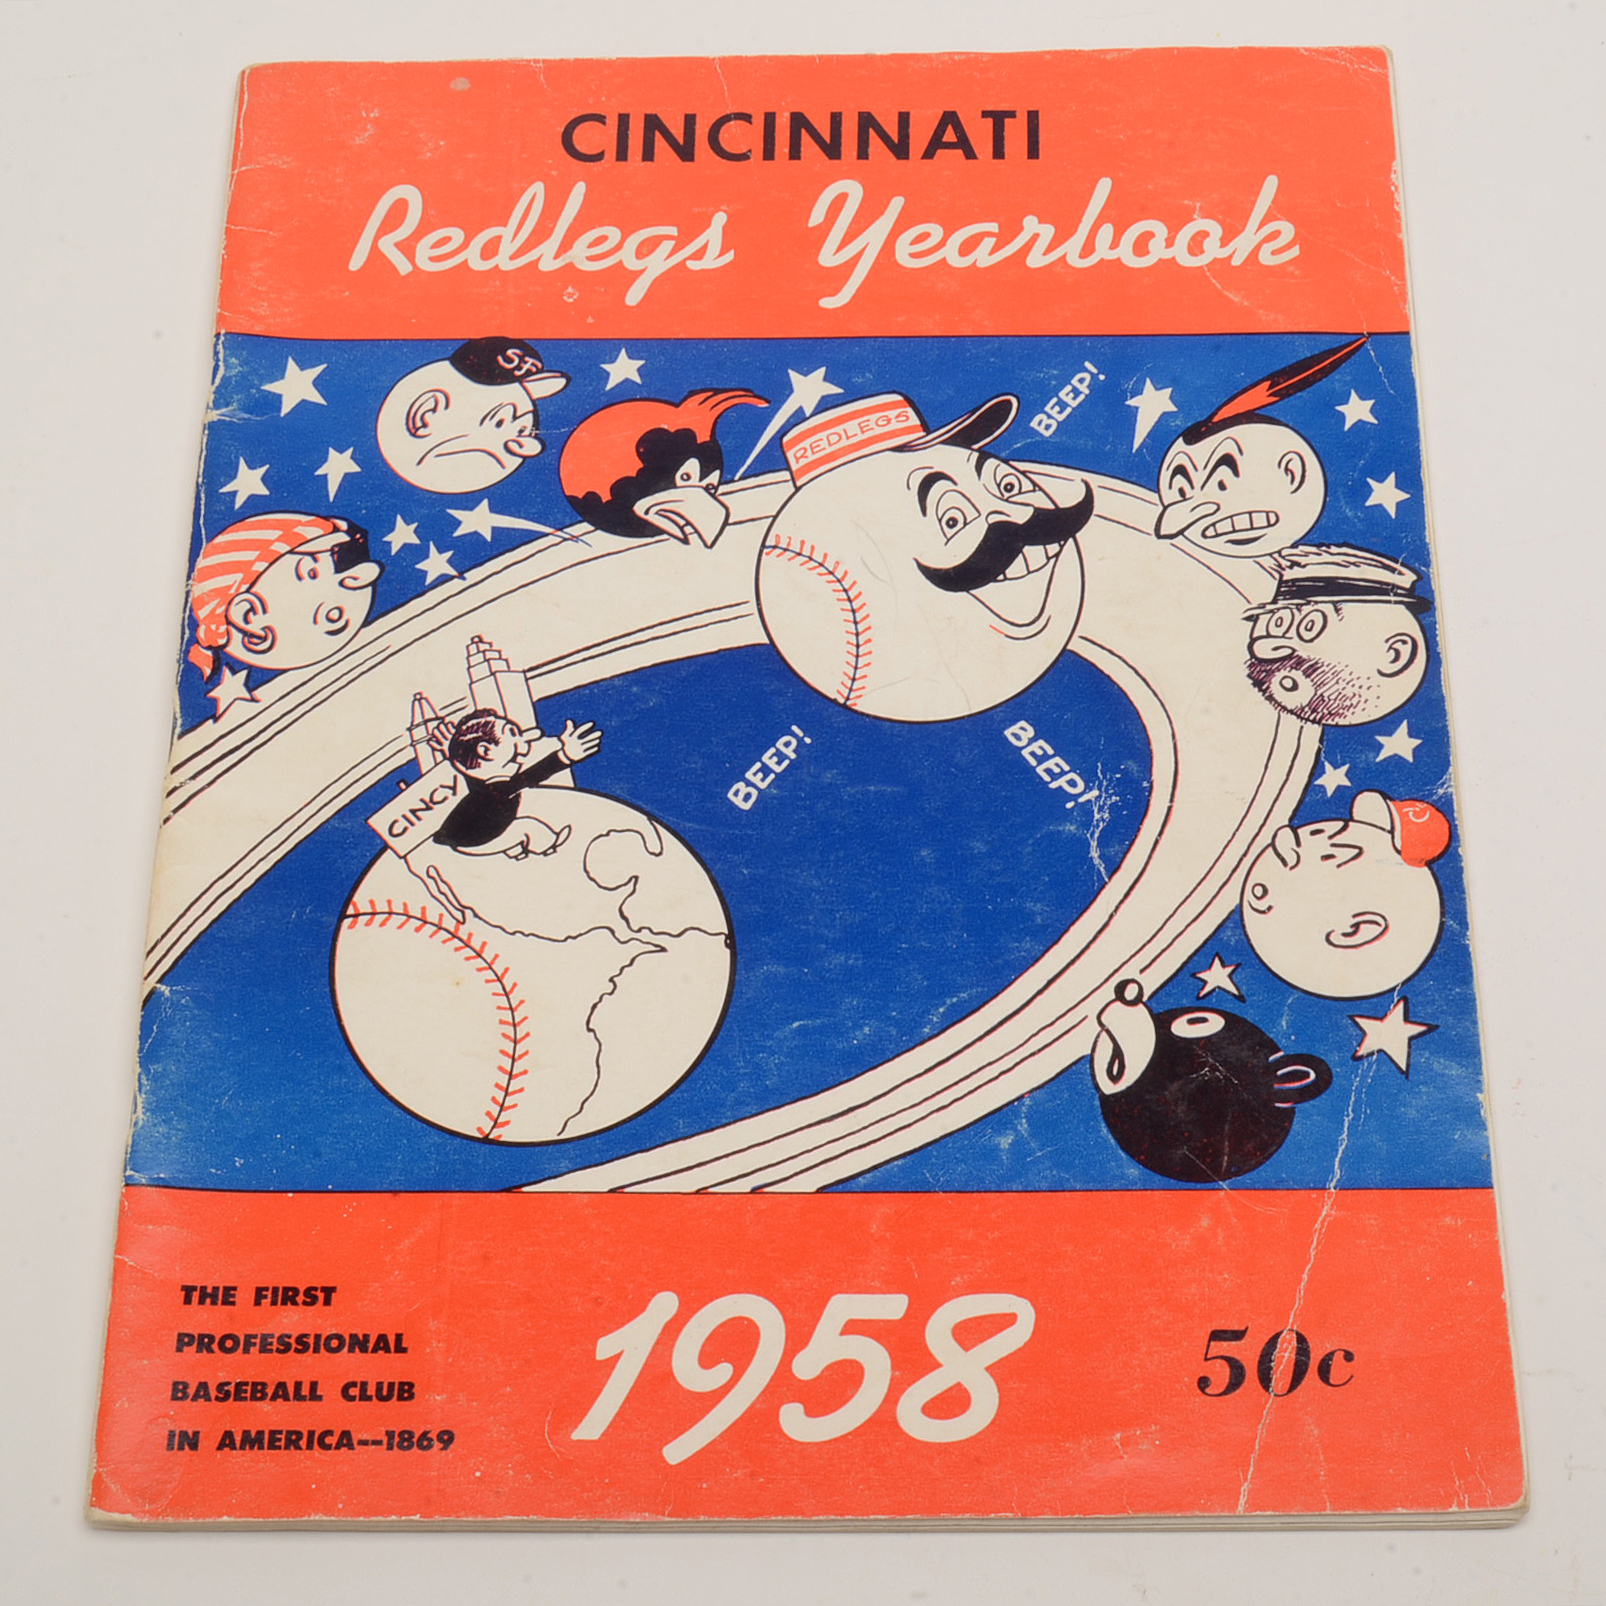 CINCINNATI
Redlegs Yearbook
SF
REDLEGS
BEEP!
CINCY
BEEP!
BEEP!
C
THE FIRST
PROFESSIONAL
BASEBALL CLUB
IN AMERICA--1869
1958
50c